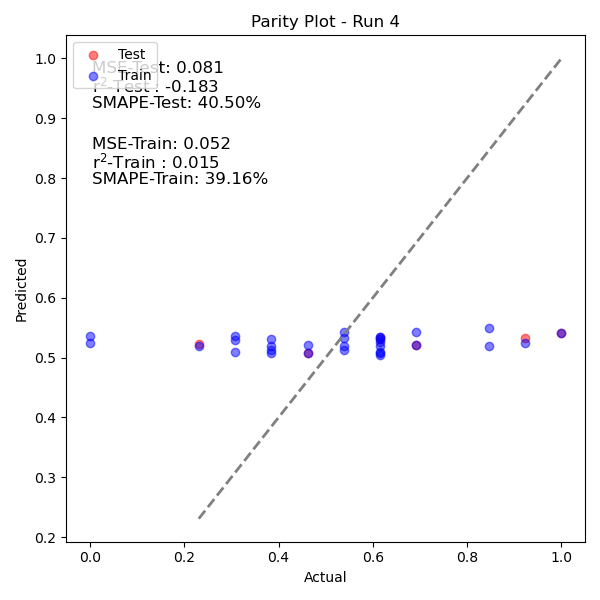 Parity Plot - Run 4
Test
Train
MSE-Test: 0.081
r²-Test : -0.183
SMAPE-Test: 40.50%
MSE-Train: 0.052
r²-Train : 0.015
SMAPE-Train: 39.16%
Predicted
1.0
0.9
0.8
0.7
0.6
0.5
0.4
0.3
0.2
0.0
0.2
0.4
0.6
0.8
1.0
Actual